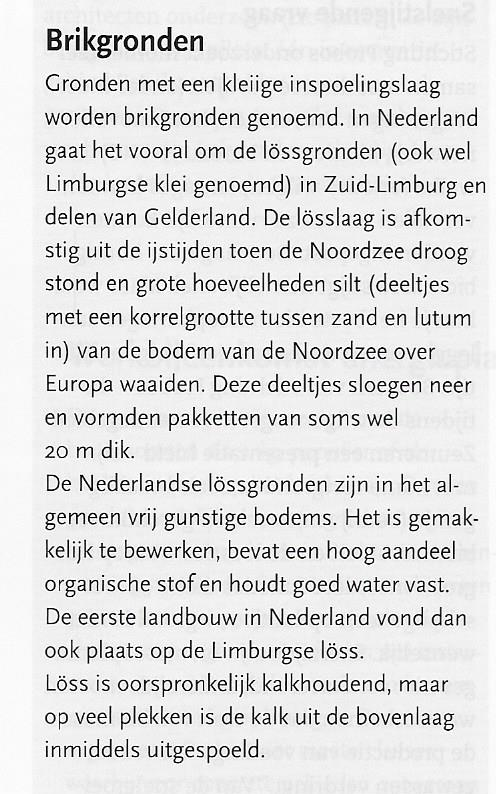 Brikgronden
Gronden met een kleiige inspoelingslaag
worden brikgronden genoemd. In Nederland
gaat het vooral om de lössgronden (ook wel
Limburgse klei genoemd) in Zuid-Limburg en
delen van Gelderland. De lösslaag is afkom-
stig uit de ijstijden toen de Noordzee droog
stond en grote hoeveelheden silt (deeltjes
met een korrelgrootte tussen zand en lutum
in) van de bodem van de Noordzee over
Europa waaiden. Deze deeltjes sloegen neer
en vormden pakketten van soms wel
20 m dik.
De Nederlandse lössgronden zijn in het al-
gemeen vrij gunstige bodems. Het is gemak-
kelijk te bewerken, bevat een hoog aandeel
organische stof en houdt goed water vast.
De eerste landbouw in Nederland vond dan
ook plaats op de Limburgse löss.
Löss is oorspronkelijk kalkhoudend, maar
op veel plekken is de kalk uit de bovenlaag
inmiddels uitgespoeld.